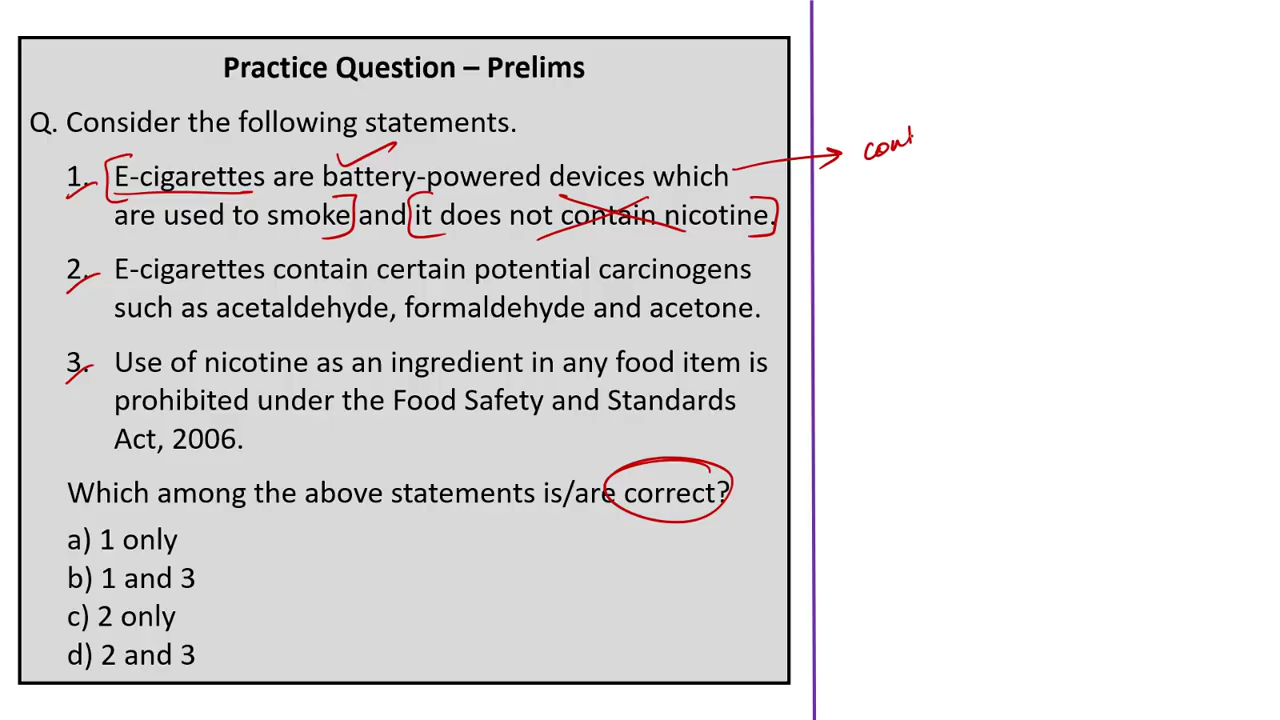 Practice Question – Prelims
Q. Consider the following statements.
1. E-cigarettes are battery-powered devices which
are used to smoke and it does not contain nicotine.
cont
2. E-cigarettes contain certain potential carcinogens
such as acetaldehyde, formaldehyde and acetone.
3. Use of nicotine as an ingredient in any food item is
prohibited under the Food Safety and Standards
Act, 2006.
Which among the above statements is/are correct?
a) 1 only
b) 1 and 3
c) 2 only
d) 2 and 3